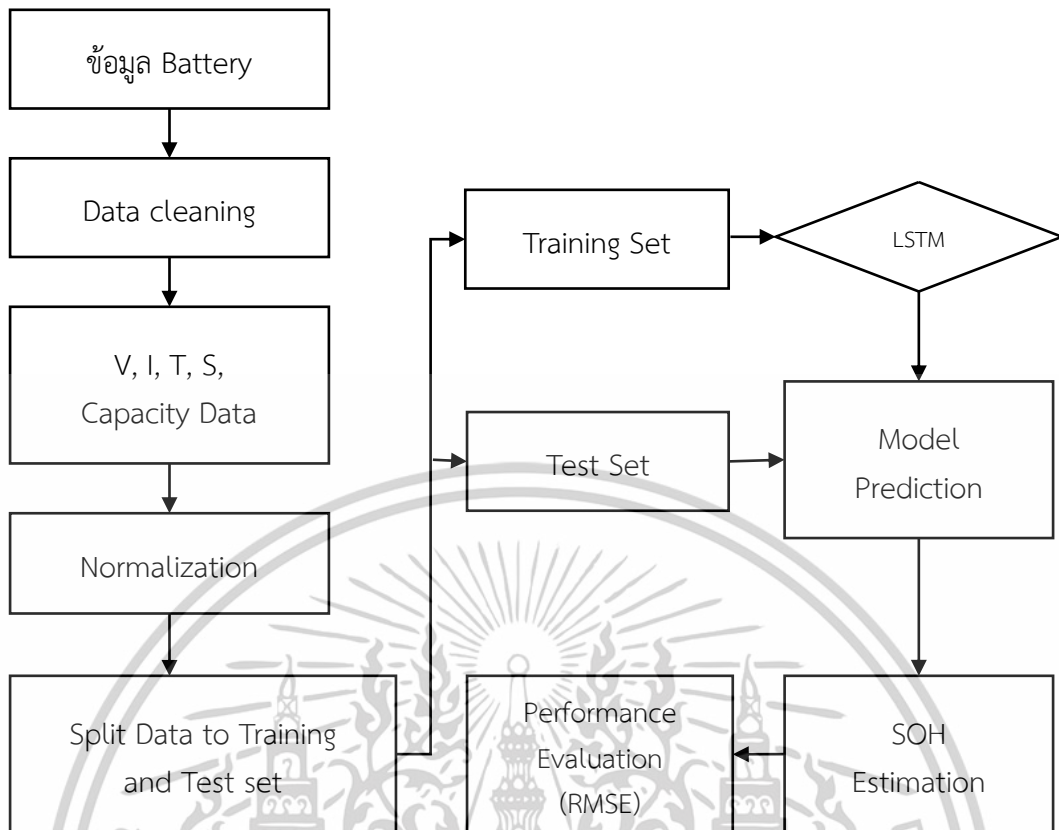 ข้อมูล Battery
Data cleaning
V, I, T, S,
Capacity Data
Normalization
Split Data to Training
and Test set
Training Set
Test Set
LSTM
Model
Prediction
SOH
Estimation
Performance
Evaluation
(RMSE)